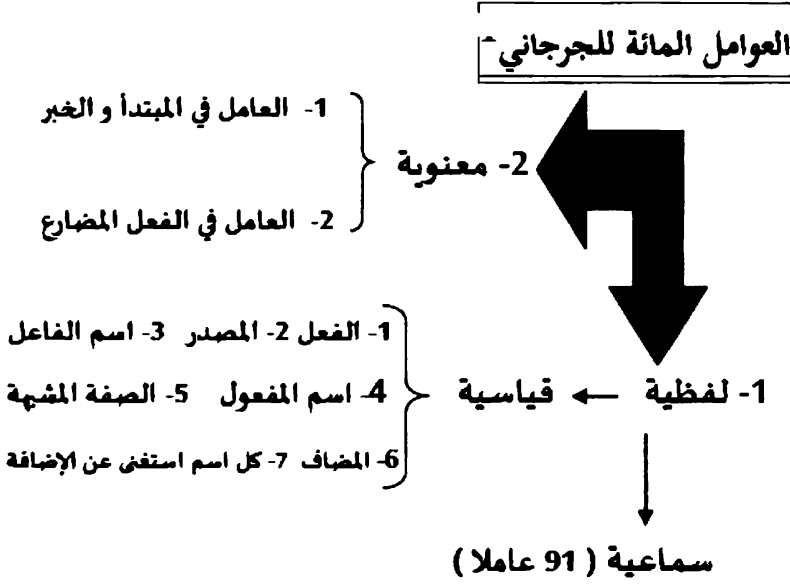 العوامل المائة للجرجاني
2- معنوية
1- العامل في المبتدأ و الخبر
2- العامل في الفعل المضارع
1- لفظية
قياسية
1- الفعل 2- المصدر 3- اسم الفاعل
4- اسم المفعول 5- الصفة المشبهة
6- المضاف 7- كل اسم استغنى عن الإضافة
سماعية ( 91 عاملا )